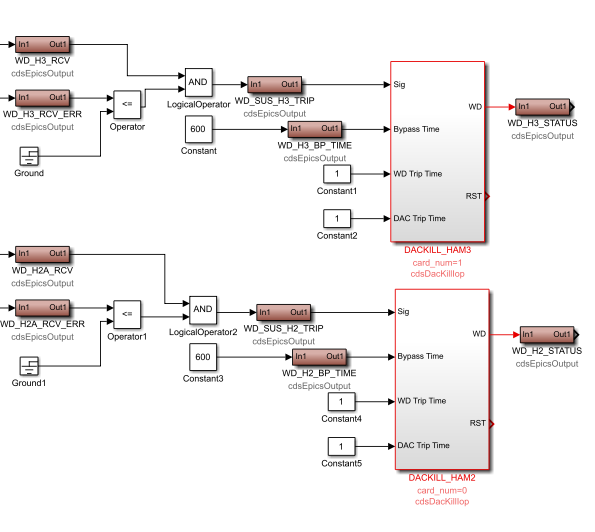 In1 Out1
WD_H3_RCV
cdsEpicsOutput
In1 Out1
WD_H3_RCV_ERR
cdsEpicsOutput
Ground
<=
Operator
AND
LogicalOperator
In1 Out1
WD_SUS_H3_TRIP
cdsEpicsOutput
600
Constant
In1 Out1
WD_H3_BP_TIME
cdsEpicsOutput
1
Constant1
1
Constant2
Sig
Bypass Time
WD Trip Time
DAC Trip Time
WD
RST
DACKILL_HAM3
card_num=1
cdsDacKillIop
In1 Out1
WD_H3_STATUS
cdsEpicsOutput
In1 Out1
WD_H2A_RCV
cdsEpicsOutput
In1 Out1
WD_H2A_RCV_ERR
cdsEpicsOutput
Ground1
<=
Operator1
AND
LogicalOperator2
In1 Out1
WD_SUS_H2_TRIP
cdsEpicsOutput
600
Constant3
In1 Out1
WD_H2_BP_TIME
cdsEpicsOutput
1
Constant4
1
Constant5
Sig
Bypass Time
WD Trip Time
DAC Trip Time
WD
RST
DACKILL_HAM2
card_num=0
cdsDacKillIop
In1 Out1
WD_H2_STATUS
cdsEpicsOutput